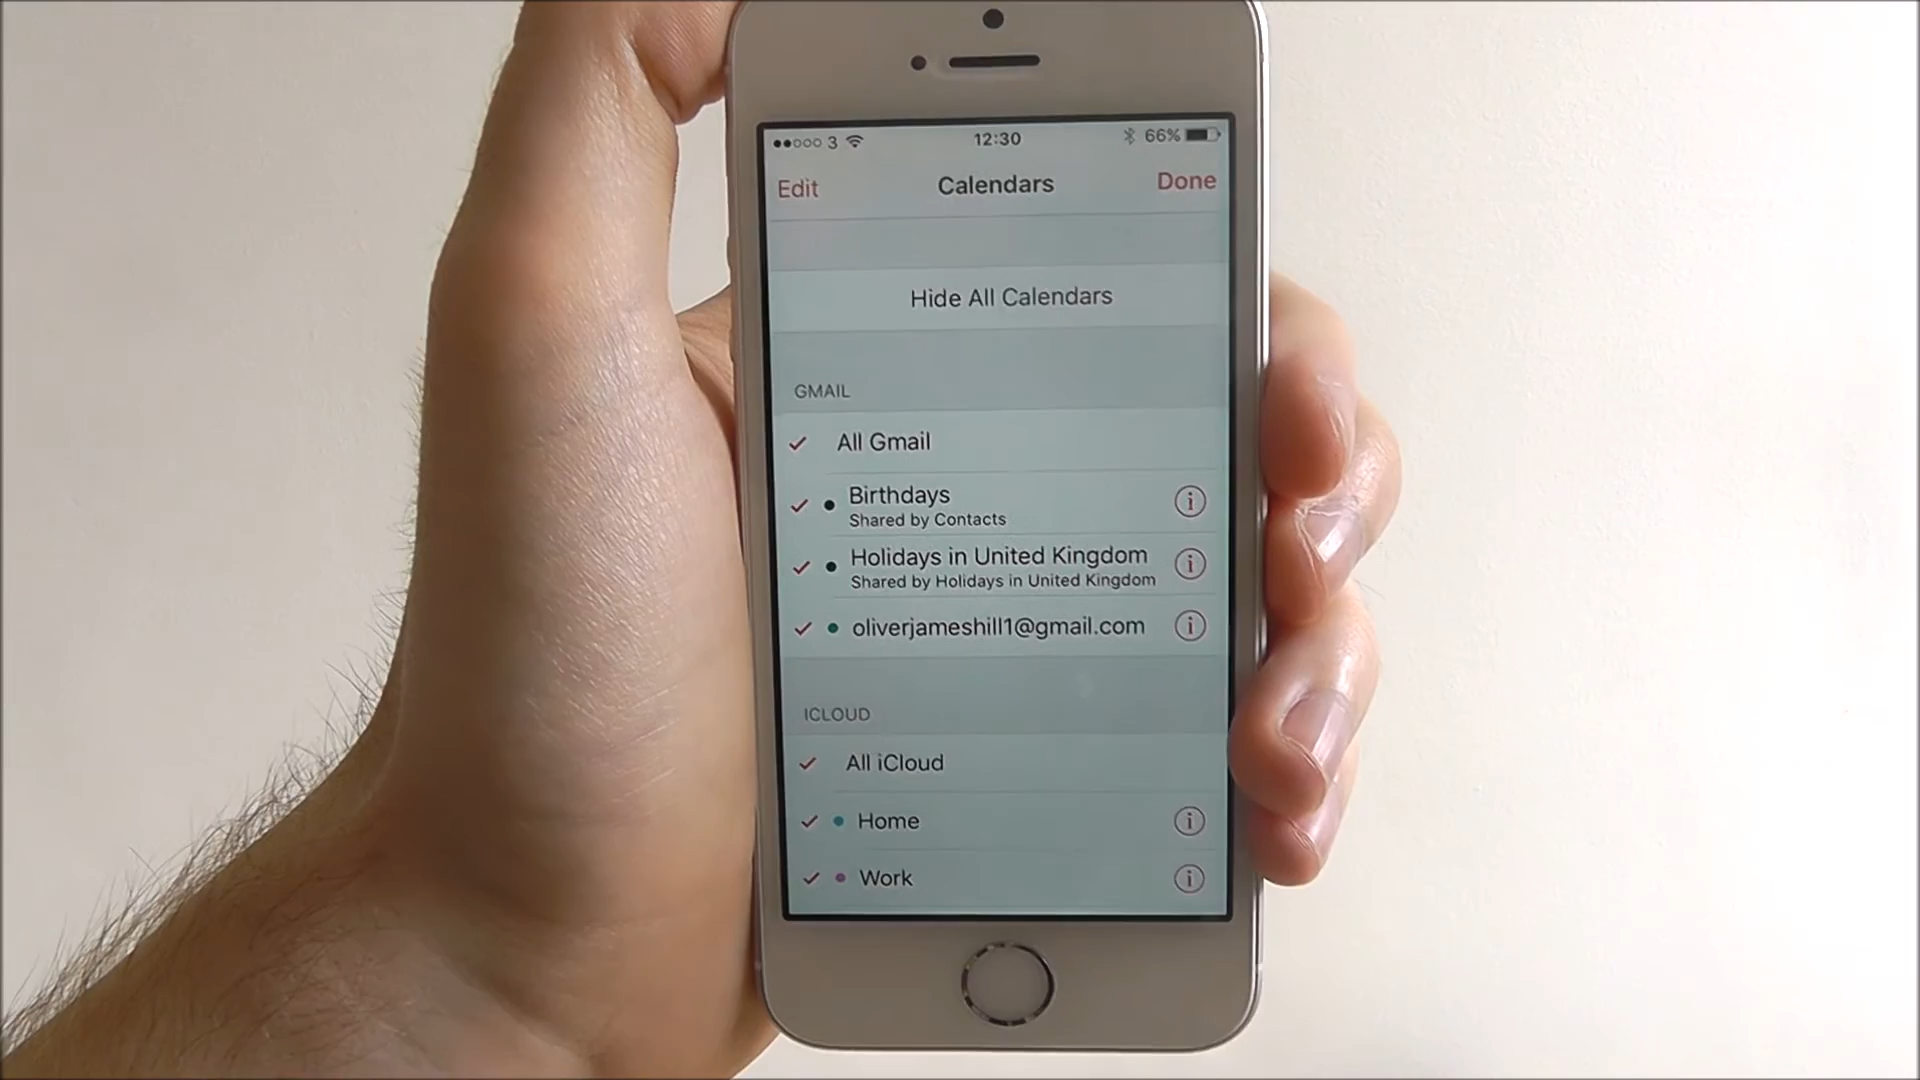 3 12:30 66%
Edit Calendars Done
Hide All Calendars
GMAIL
All Gmail
Birthdays
Shared by Contacts
Holidays in United Kingdom
Shared by Holidays in United Kingdom
oliverjameshill1@gmail.com
ICLOUD
All iCloud
Home
Work